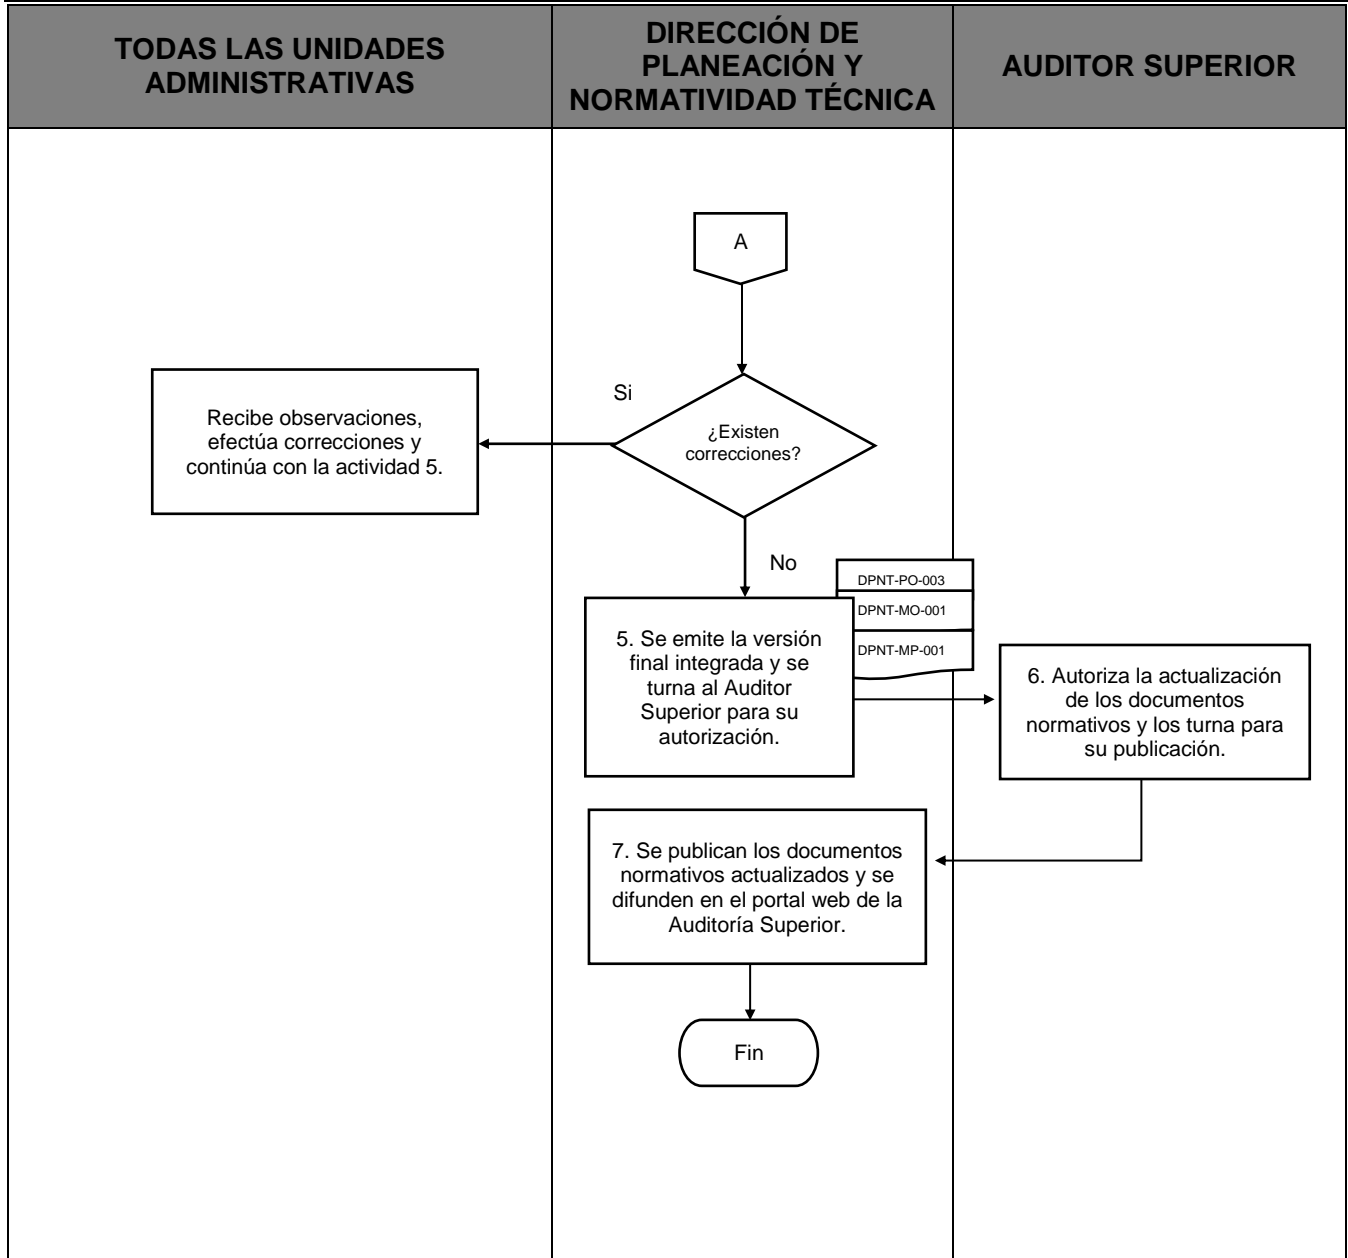 TODAS LAS UNIDADES
ADMINISTRATIVAS
DIRECCIÓN DE
PLANEACIÓN Y
NORMATIVIDAD TÉCNICA
AUDITOR SUPERIOR
A
Si
¿Existen
correcciones?
Recibe observaciones,
efectúa correcciones y
continúa con la actividad 5.
No
DPNT-PO-003
DPNT-MO-001
DPNT-MP-001
5. Se emite la versión
final integrada y se
turna al Auditor
Superior para su
autorización.
6. Autoriza la actualización
de los documentos
normativos y los turna para
su publicación.
7. Se publican los documentos
normativos actualizados y se
difunden en el portal web de la
Auditoría Superior.
Fin